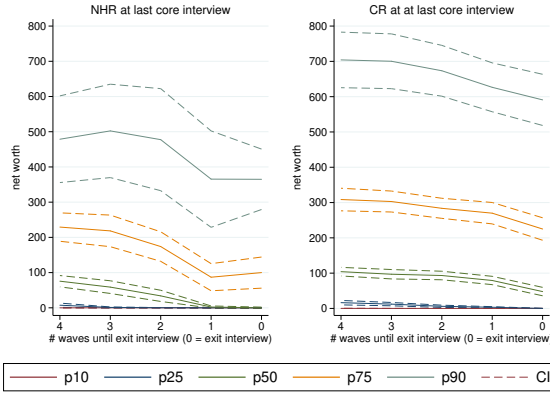 NHR at last core interview
800
700
600
500
400
300
200
100
0
net worth
4 3 2 1 0
# waves until exit interview (0 = exit interview)
CR at at last core interview
800
700
600
500
400
300
200
100
0
net worth
4 3 2 1 0
# waves until exit interview (0 = exit interview)
p10 p25 p50 p75 p90 CI